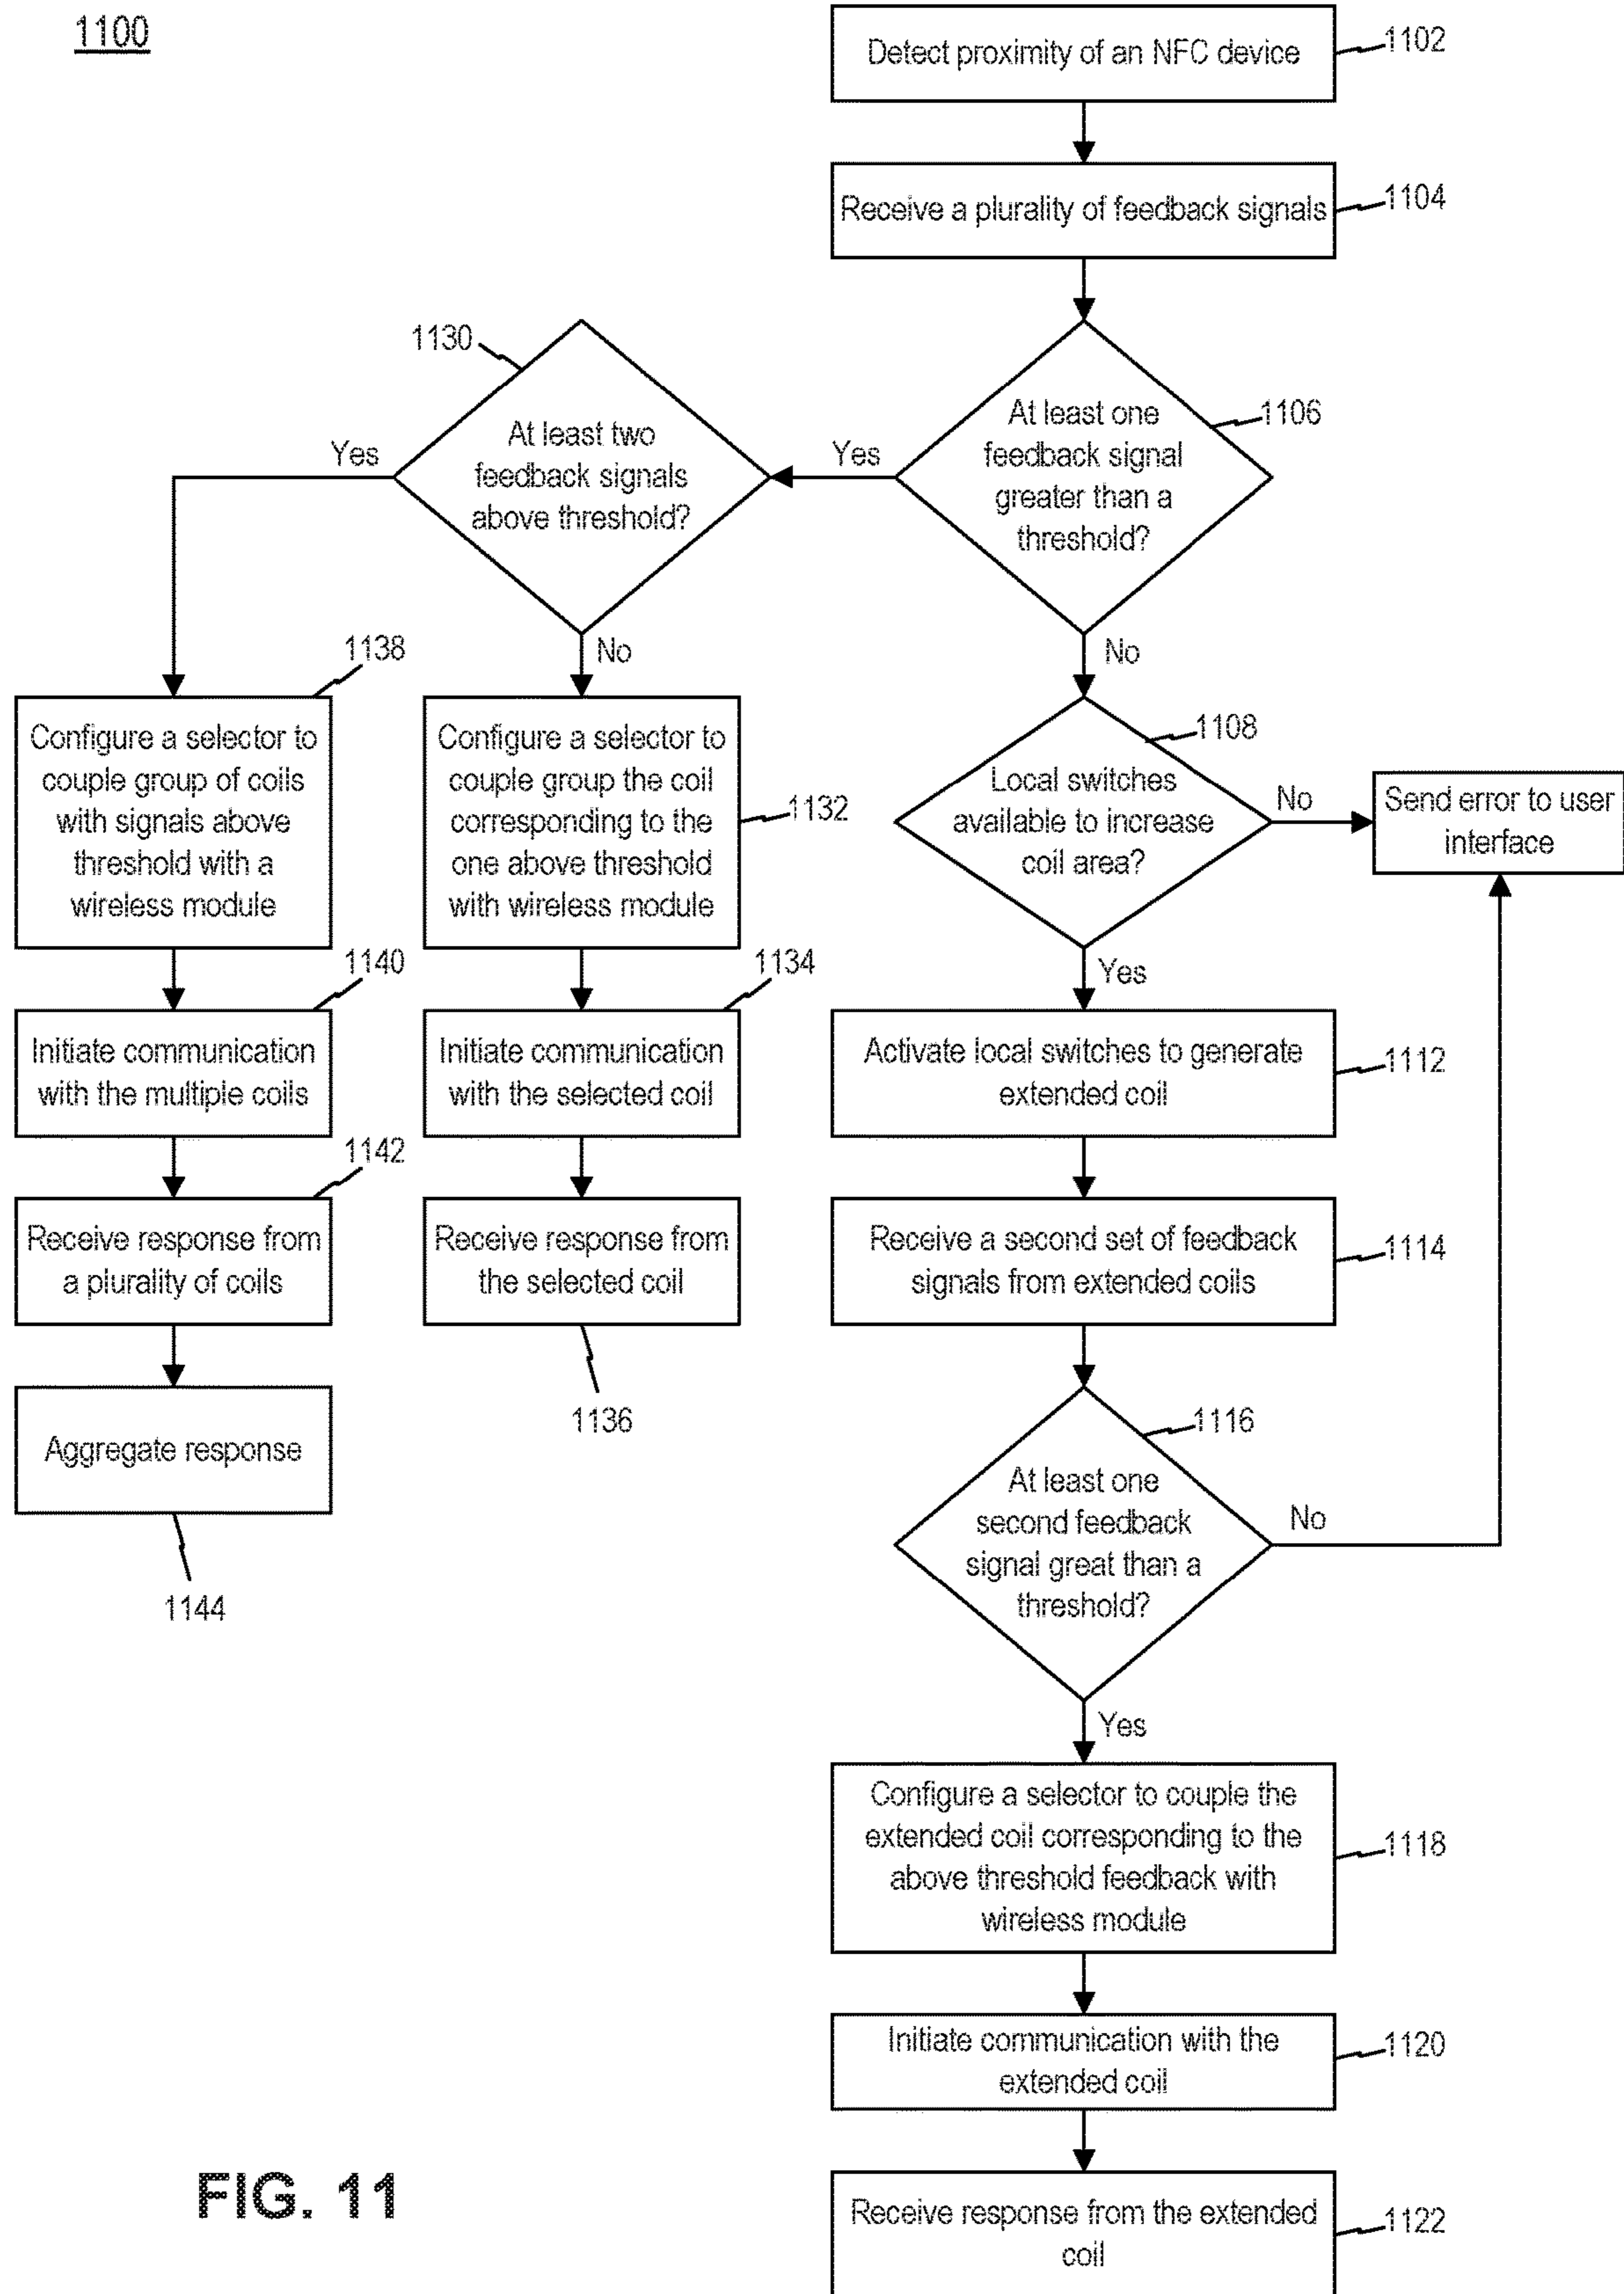 1100
Detect proximity of an NFC device
1102
Receive a plurality of feedback signals
1104
At least one
feedback signal
greater than a
threshold?
1106
Yes
No
1130
At least two
feedback signals
above threshold?
Yes
No
1138
Configure a selector to
couple group of coils
with signals above
threshold with a
wireless module
Configure a selector to
couple group the coil
corresponding to the
one above threshold
with wireless module
1132
1108
Local switches
available to increase
coil area?
No
Yes
Send error to user
interface
1140
Initiate communication
with the multiple coils
1134
Initiate communication
with the selected coil
Activate local switches to generate
extended coil
1112
1142
Receive response from
a plurality of coils
Receive response from
the selected coil
1136
Receive a second set of feedback
signals from extended coils
1114
Aggregate response
1144
1116
At least one
second feedback
signal great than a
threshold?
No
Yes
Configure a selector to couple the
extended coil corresponding to the
above threshold feedback with
wireless module
1118
Initiate communication with the
extended coil
1120
Receive response from the extended
coil
1122
FIG. 11